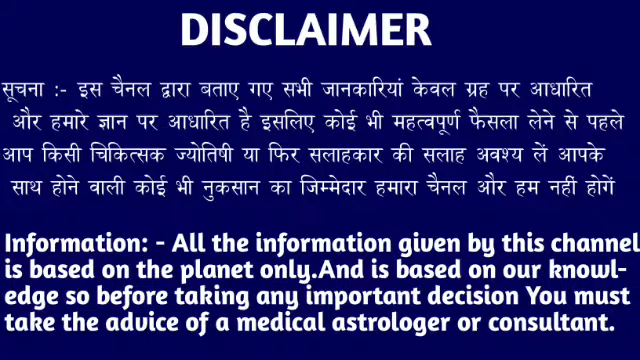 DISCLAIMER
सूचना :- इस चैनल द्वारा बताए गए सभी जानकारियां केवल ग्रह पर आधारित
और हमारे ज्ञान पर आधारित है इसलिए कोई भी महत्वपूर्ण फैसला लेने से पहले
आप किसी चिकित्सक ज्योतिषी या फिर सलाहकार की सलाह अवश्य लें आपके
साथ होने वाली कोई भी नुकसान का जिम्मेदार हमारा चैनल और हम नहीं होगें
Information: - All the information given by this channel
is based on the planet only.And is based on our knowl-
edge so before taking any important decision You must
take the advice of a medical astrologer or consultant.